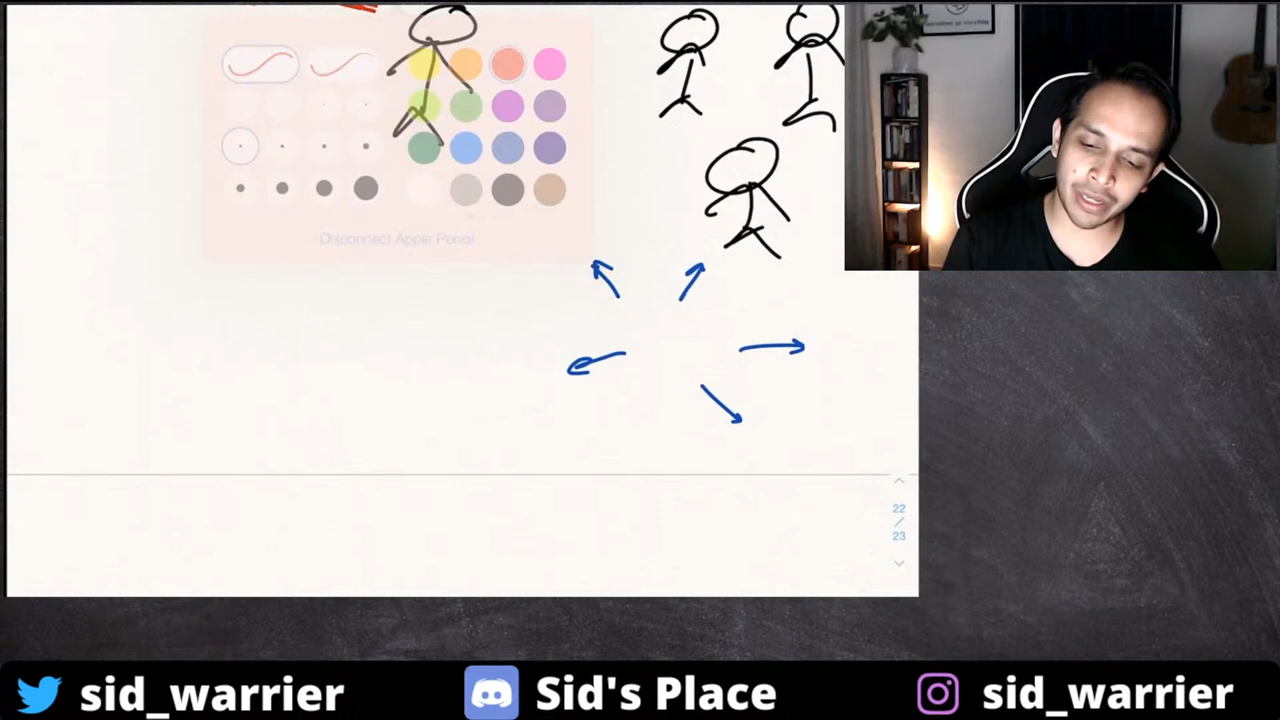 Disconnect Apple Pencil
22
/
23
sid_warrier
Sid's Place
sid_warrier